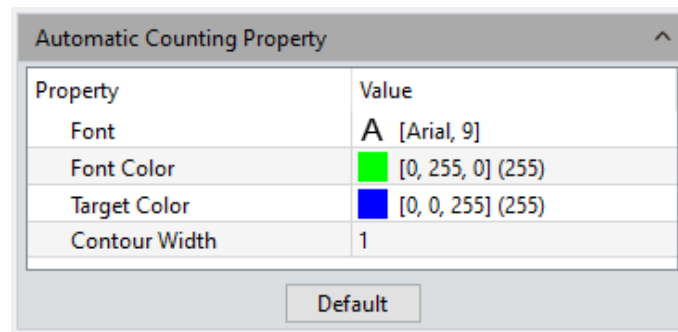 Automatic Counting Property
Property Value
Font A [Arial, 9]
Font Color [0, 255, 0] (255)
Target Color [0, 0, 255] (255)
Contour Width 1
Default